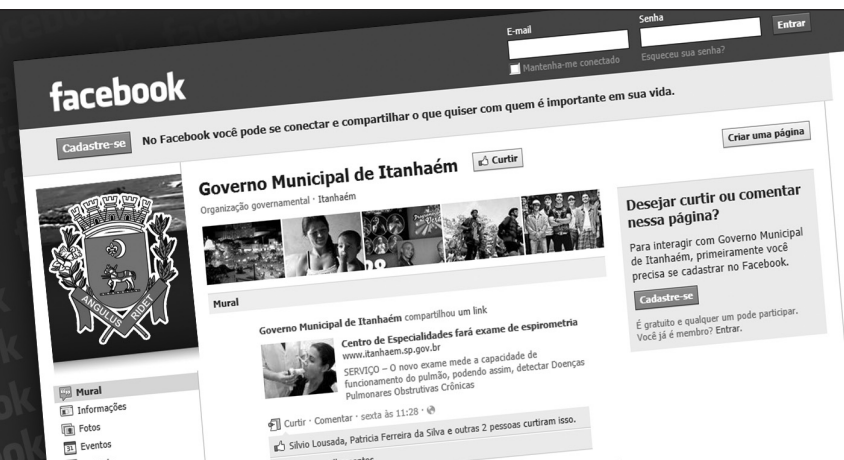 E-mail
Senha
Entrar
Mantenha-me conectado
Esqueceu sua senha?
facebook
Cadastre-se
No Facebook você pode se conectar e compartilhar o que quiser com quem é importante em sua vida.
Criar uma página
Governo Municipal de Itanhaém
Curtir
Organização governamental · Itanhaém
ANGULUS RIDET
Mural
Governo Municipal de Itanhaém compartilhou um link
Centro de Especialidades fará exame de espirometria
www.itanhaem.sp.gov.br
SERVIÇO – O novo exame mede a capacidade de
funcionamento do pulmão, podendo assim, detectar Doenças
Pulmonares Obstrutivas Crônicas
Curtir · Comentar · sexta às 11:28 ·
Silvio Lousada, Patricia Ferreira da Silva e outras 2 pessoas curtiram isso.
Desejar curtir ou comentar
nessa página?
Para interagir com Governo Municipal
de Itanhaém, primeiramente você
precisa se cadastrar no Facebook.
Cadastre-se
É gratuito e qualquer um pode participar.
Você já é membro? Entrar.
Mural
Informações
Fotos
31 Eventos